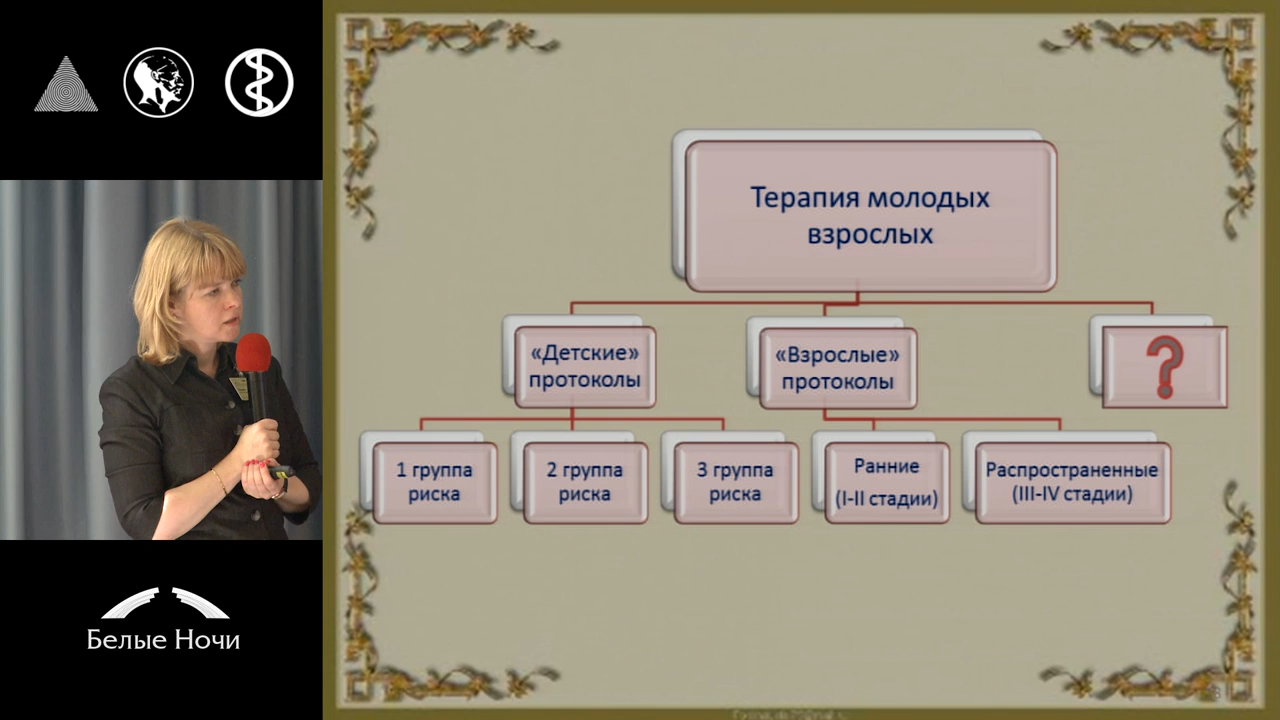 Терапия молодых
взрослых
«Детские»
протоколы
«Взрослые»
протоколы
?
1 группа
риска
2 группа
риска
3 группа
риска
Ранние
(I-II стадии)
Распространенные
(III-IV стадии)
Белые Ночи